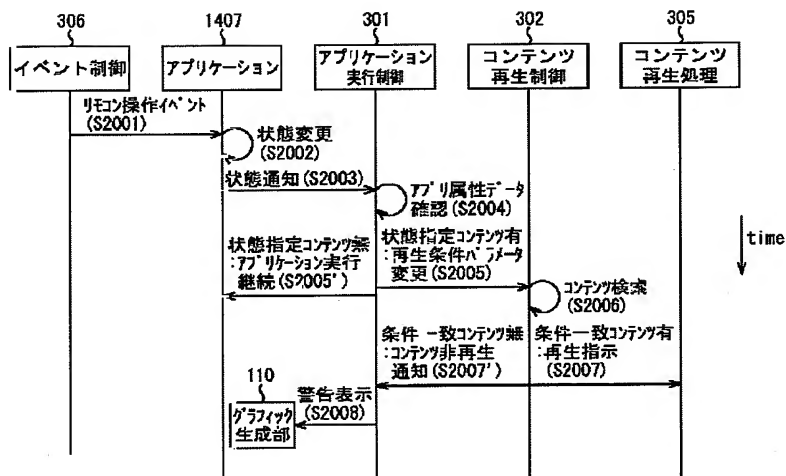 306
1407
301
302
305
イベント制御
アプリケーション
アプリケーション
実行制御
コンテンツ
再生制御
コンテンツ
再生処理
リモコン操作イベント
(S2001)
状態変更
(S2002)
状態通知(S2003)
アプリ属性データ
確認(S2004)
time
状態指定コンテンツ無
:アプリケーション実行
継続(S2005')
状態指定コンテンツ有
:再生条件パラメータ
変更(S2005)
コンテンツ検索
(S2006)
条件一致コンテンツ無
:コンテンツ非再生
通知(S2007')
条件一致コンテンツ有
:再生指示
(S2007)
110
グラフィック
生成部
警告表示
(S2008)